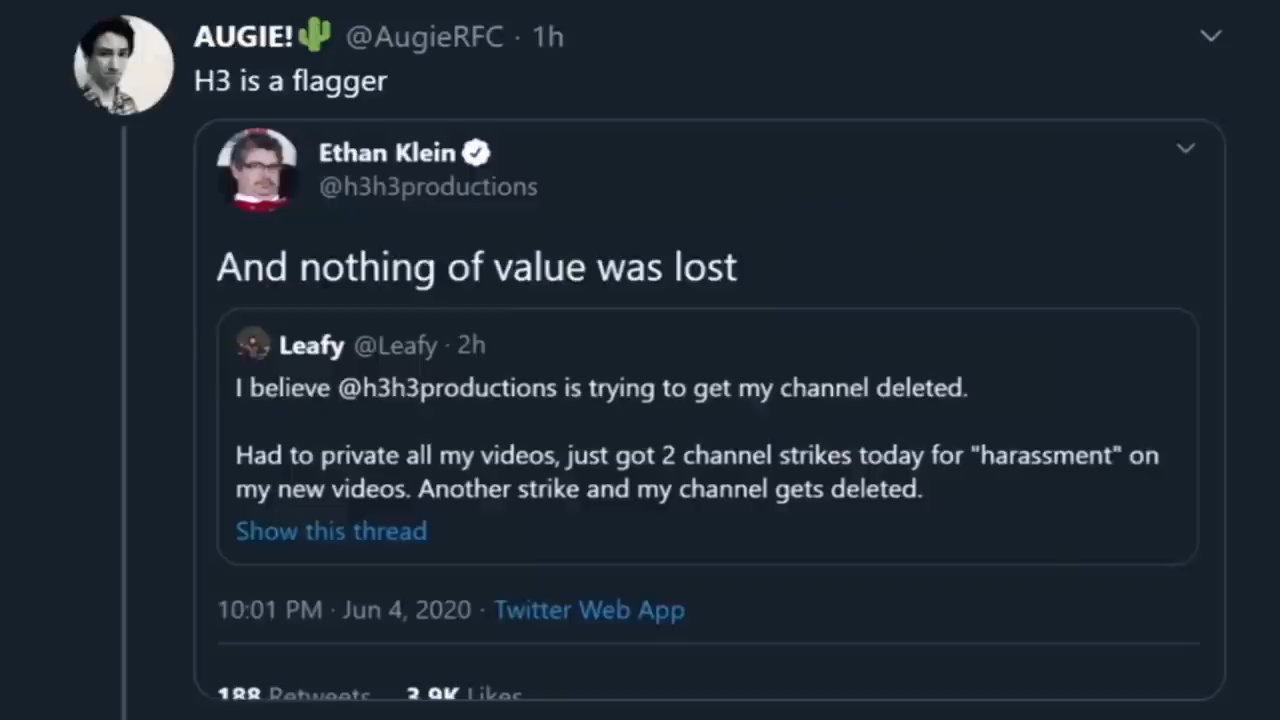 AUGIE!🌵 @AugieRFC · 1h
H3 is a flagger
Ethan Klein
@h3h3productions
And nothing of value was lost
Leafy @Leafy · 2h
I believe @h3h3productions is trying to get my channel deleted.
Had to private all my videos, just got 2 channel strikes today for "harassment" on
my new videos. Another strike and my channel gets deleted.
Show this thread
10:01 PM · Jun 4, 2020 · Twitter Web App
188 Retweets 3.9K Likes